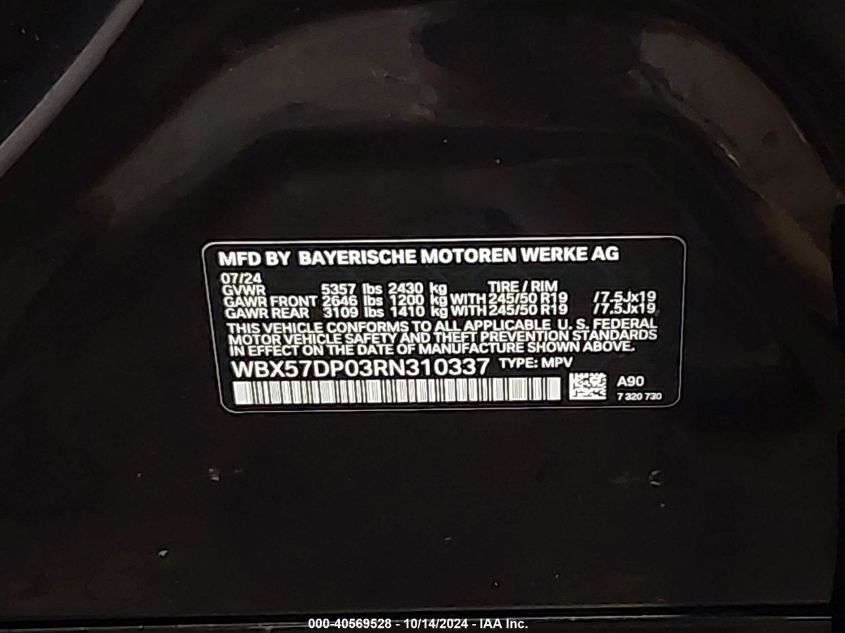 MFD BY BAYERISCHE MOTOREN WERKE AG
07/24
GVWR 5357 lbs 2430 kg TIRE / RIM
GAWR FRONT 2646 lbs 1200 kg WITH 245/50 R19 / 7.5Jx19
GAWR REAR 3109 lbs 1410 kg WITH 245/50 R19 / 7.5Jx19
THIS VEHICLE CONFORMS TO ALL APPLICABLE U. S. FEDERAL
MOTOR VEHICLE SAFETY AND THEFT PREVENTION STANDARDS
IN EFFECT ON THE DATE OF MANUFACTURE SHOWN ABOVE.
WBX57DP03RN310337 TYPE: MPV
A90
7 320 730
000-40569528 - 10/14/2024 - IAA Inc.